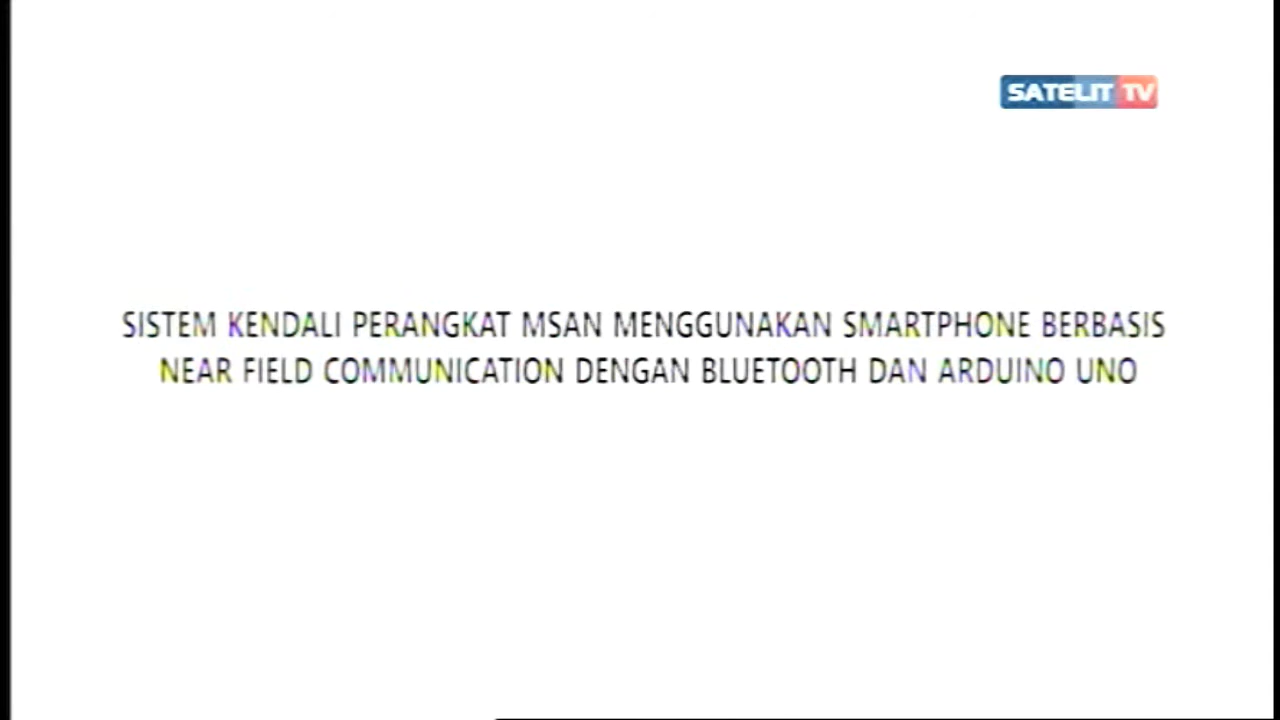 SATELIT TV
SISTEM KENDALI PERANGKAT MSAN MENGGUNAKAN SMARTPHONE BERBASIS
NEAR FIELD COMMUNICATION DENGAN BLUETOOTH DAN ARDUINO UNO